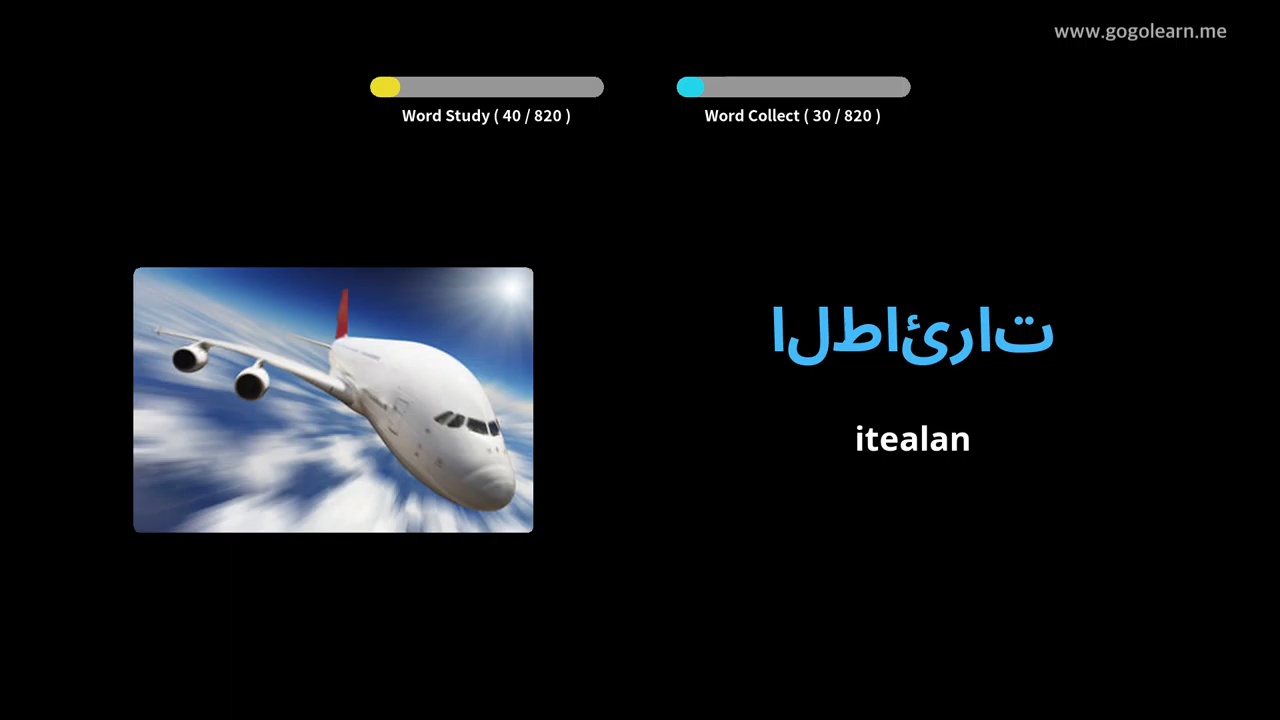 www.gogolearn.me
Word Study ( 40 / 820 )
Word Collect ( 30 / 820 )
الطائرات
itealan